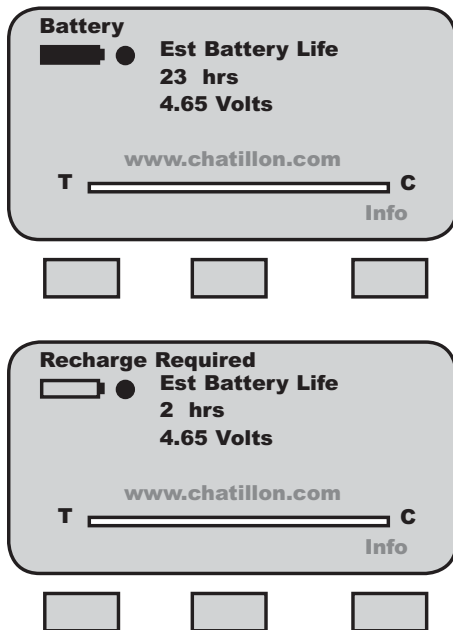 Battery
Est Battery Life
23 hrs
4.65 Volts
www.chatillon.com
T C
Info
Recharge Required
Est Battery Life
2 hrs
4.65 Volts
www.chatillon.com
T C
Info